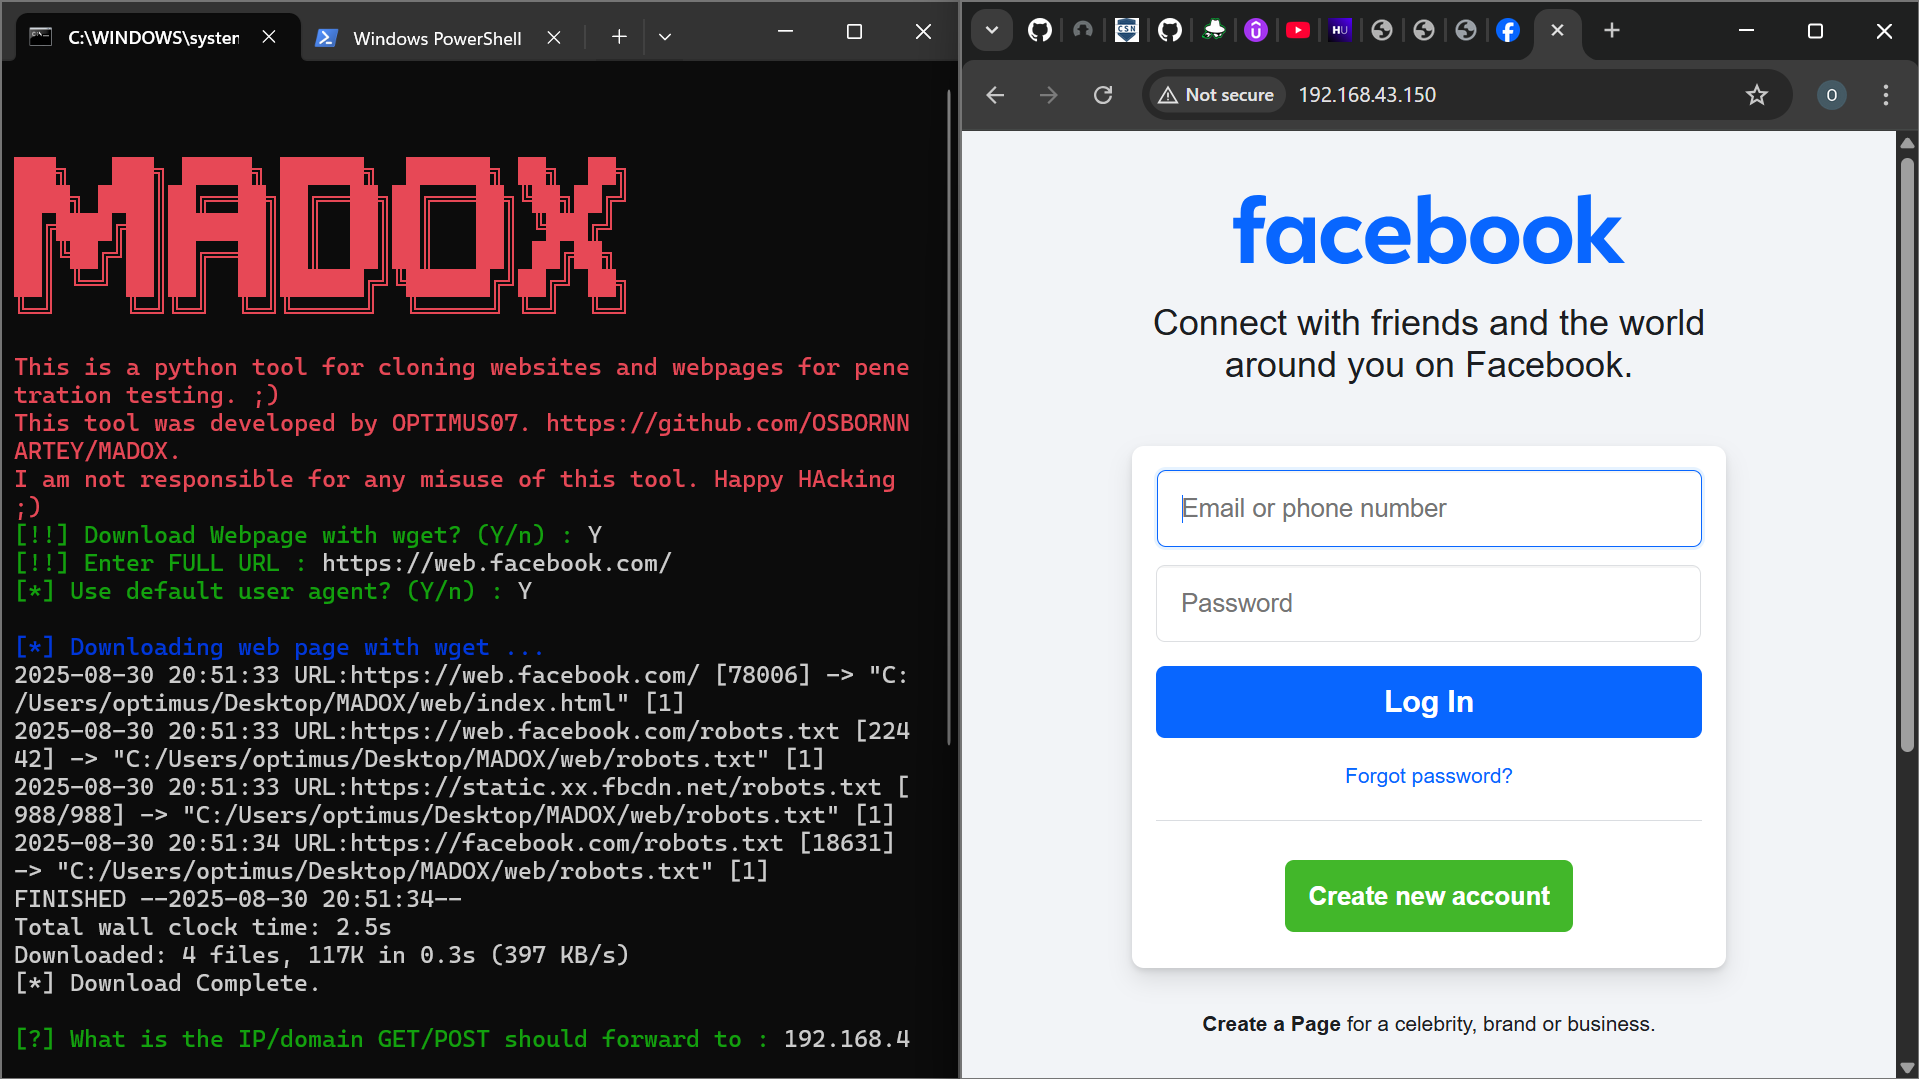 C:\WINDOWS\syster
Windows PowerShell
MADOX
This is a python tool for cloning websites and webpages for pene
tration testing. ;)
This tool was developed by OPTIMUS07. https://github.com/OSBORNN
ARTEY/MADOX.
I am not responsible for any misuse of this tool. Happy HAcking
;)
[!!] Download Webpage with wget? (Y/n) : Y
[!!] Enter FULL URL : https://web.facebook.com/
[*] Use default user agent? (Y/n) : Y
[*] Downloading web page with wget ...
2025-08-30 20:51:33 URL:https://web.facebook.com/ [78006] -> "C:
/Users/optimus/Desktop/MADOX/web/index.html" [1]
2025-08-30 20:51:33 URL:https://web.facebook.com/robots.txt [224
42] -> "C:/Users/optimus/Desktop/MADOX/web/robots.txt" [1]
2025-08-30 20:51:33 URL:https://static.xx.fbcdn.net/robots.txt [
988/988] -> "C:/Users/optimus/Desktop/MADOX/web/robots.txt" [1]
2025-08-30 20:51:34 URL:https://facebook.com/robots.txt [18631]
-> "C:/Users/optimus/Desktop/MADOX/web/robots.txt" [1]
FINISHED --2025-08-30 20:51:34--
Total wall clock time: 2.5s
Downloaded: 4 files, 117K in 0.3s (397 KB/s)
[*] Download Complete.
[?] What is the IP/domain GET/POST should forward to : 192.168.4
CSN
HU
Not secure
192.168.43.150
O
facebook
Connect with friends and the world
around you on Facebook.
Email or phone number
Password
Log In
Forgot password?
Create new account
Create a Page for a celebrity, brand or business.